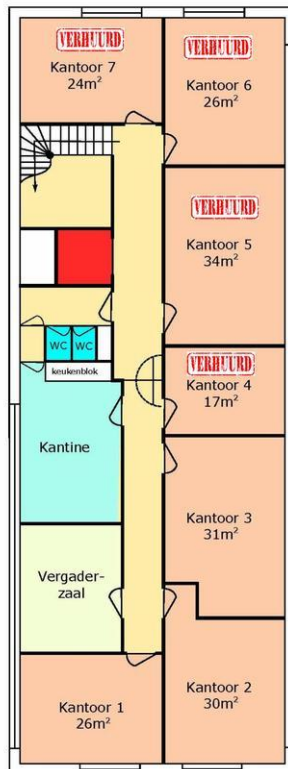 VERHUURD
Kantoor 7
24m²
VERHUURD
Kantoor 6
26m²
VERHUURD
Kantoor 5
34m²
WC
WC
keukenblok
VERHUURD
Kantoor 4
17m²
Kantine
Kantoor 3
31m²
Vergader-
zaal
Kantoor 1
26m²
Kantoor 2
30m²